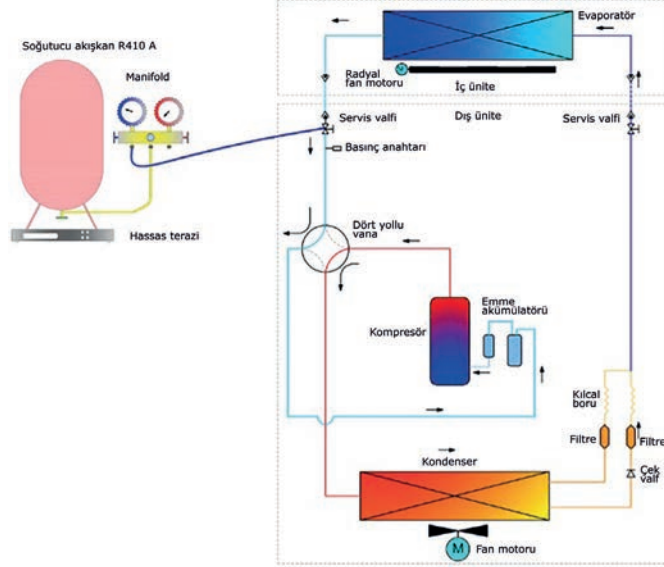 Soğutucu akışkan R410 A
Manifold
Hassas terazi
Evaporatör
Radyal
fan motoru
M
İç ünite
Servis valfi
Dış ünite
Servis valfi
Basınç anahtarı
Dört yollu
vana
Kompresör
Emme
akümülatörü
Kılcal
boru
Filtre
Filtre
Çek
valf
Kondenser
M
Fan motoru